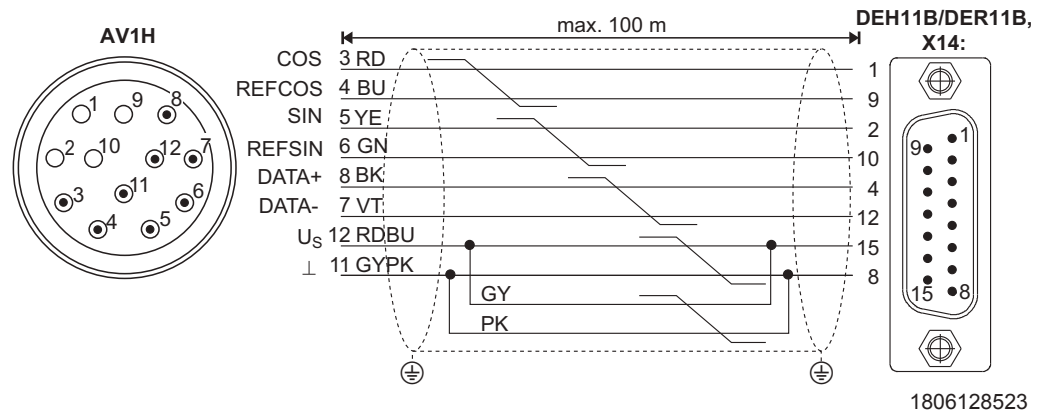 AV1H
max. 100 m
DEH11B/DER11B,
X14:
COS 3 RD 1
REFCOS 4 BU 9
SIN 5 YE 2
REFSIN 6 GN 10
DATA+ 8 BK 4
DATA- 7 VT 12
US 12 RDBU 15
⊥ 11 GYPK 8
GY
PK
1 9 8
2 10 12 7
3 11 6
4 5
9 1
15 8
1806128523